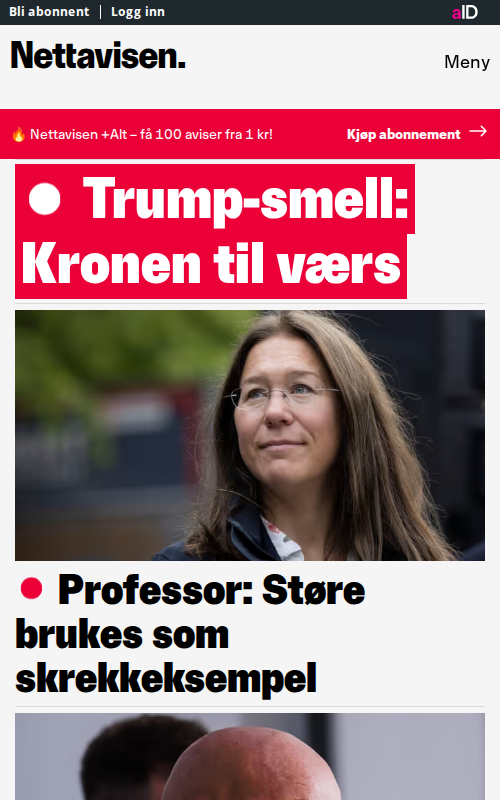 Bli abonnent | Logg inn
aID
Nettavisen.
Meny
🔥 Nettavisen +Alt – få 100 aviser fra 1 kr!
Kjøp abonnement →
Trump-smell:
Kronen til værs
Professor: Støre
brukes som
skrekkeksempel